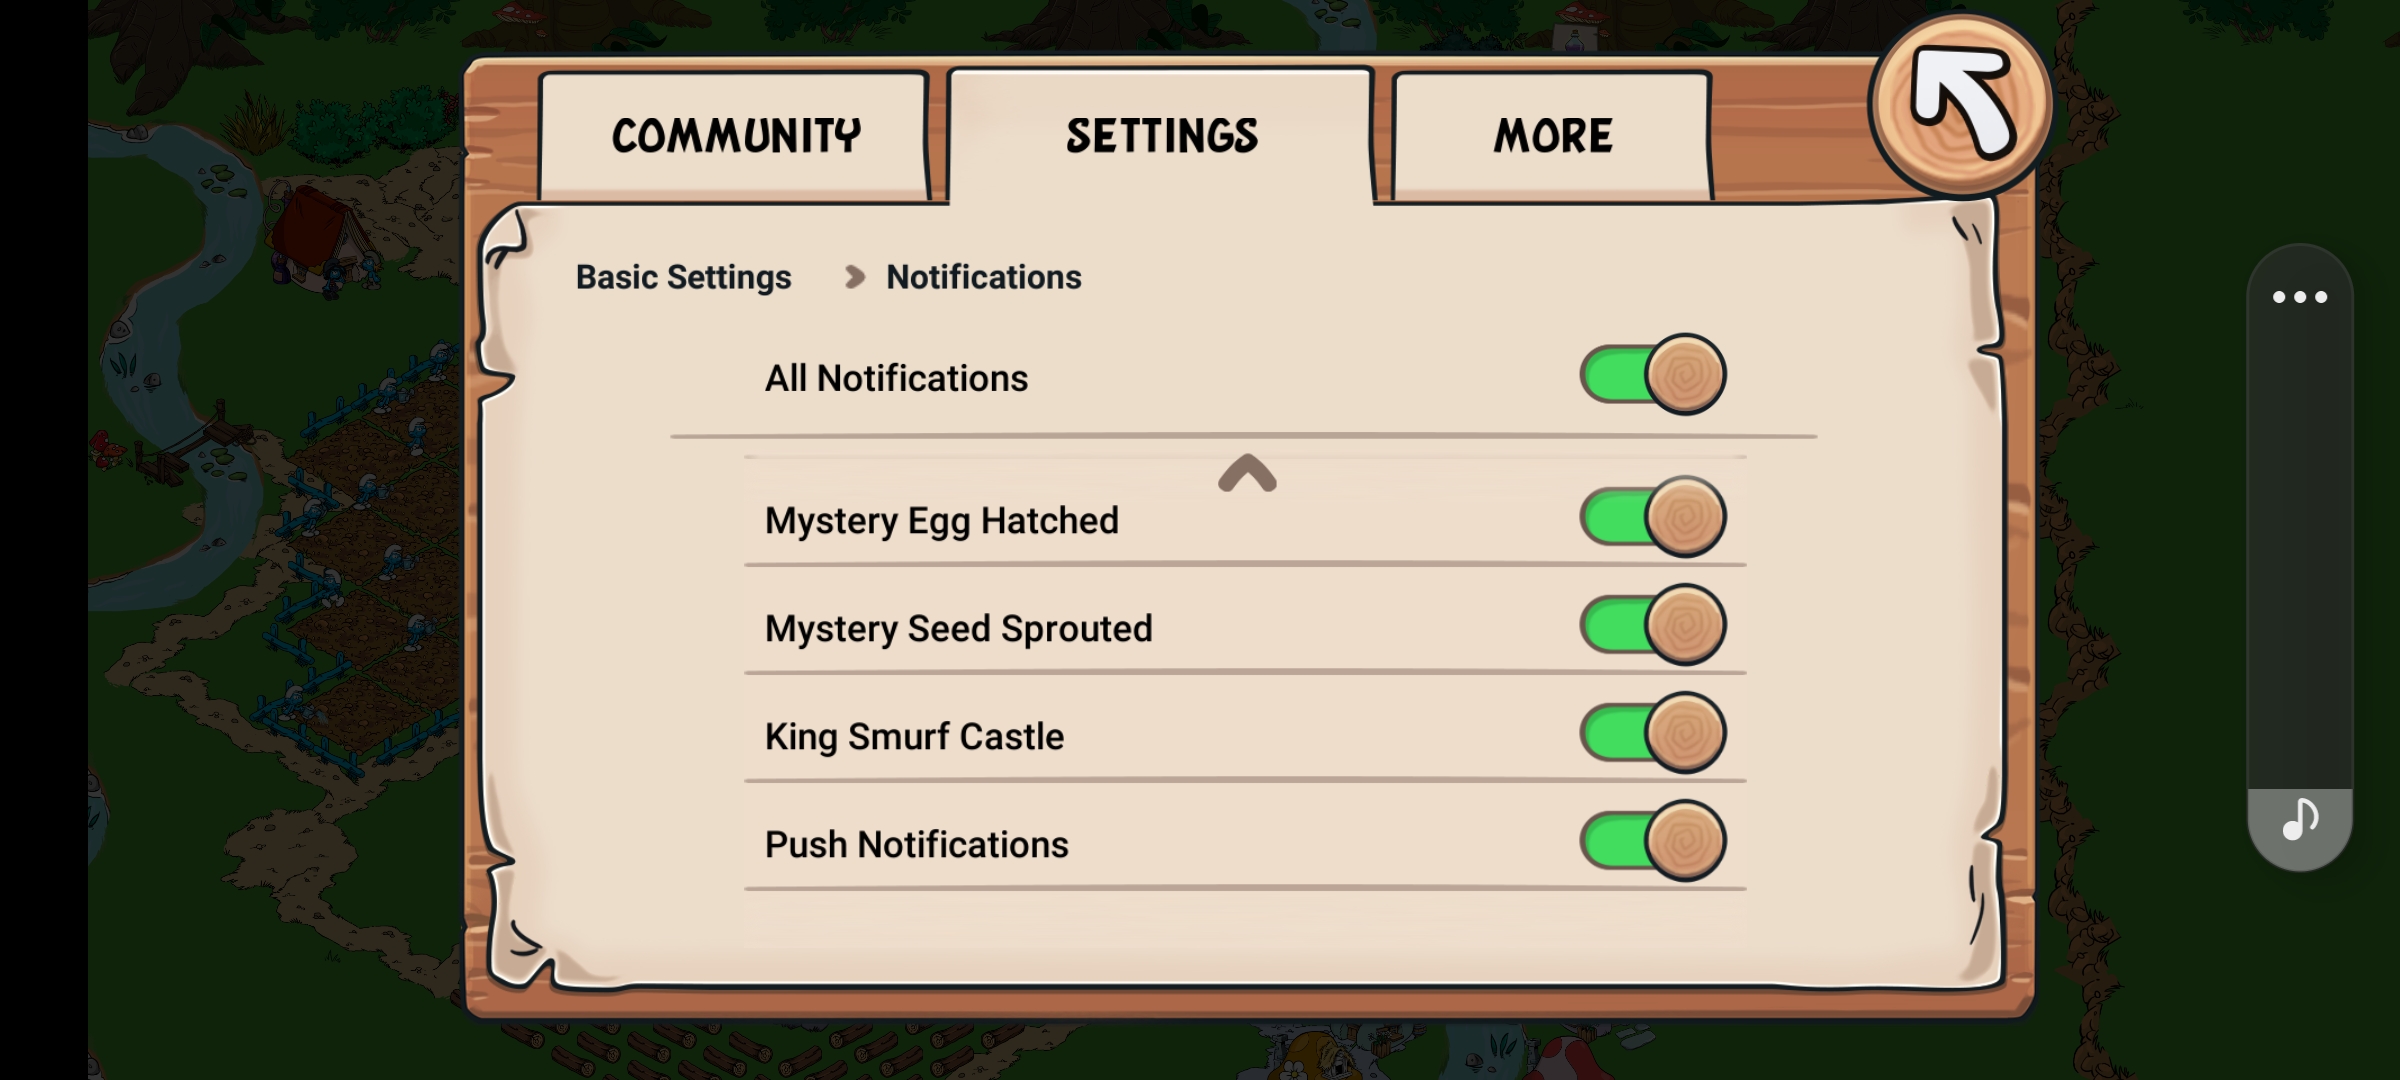 COMMUNITY
SETTINGS
MORE
Basic Settings
Notifications
All Notifications
Mystery Egg Hatched
Mystery Seed Sprouted
King Smurf Castle
Push Notifications